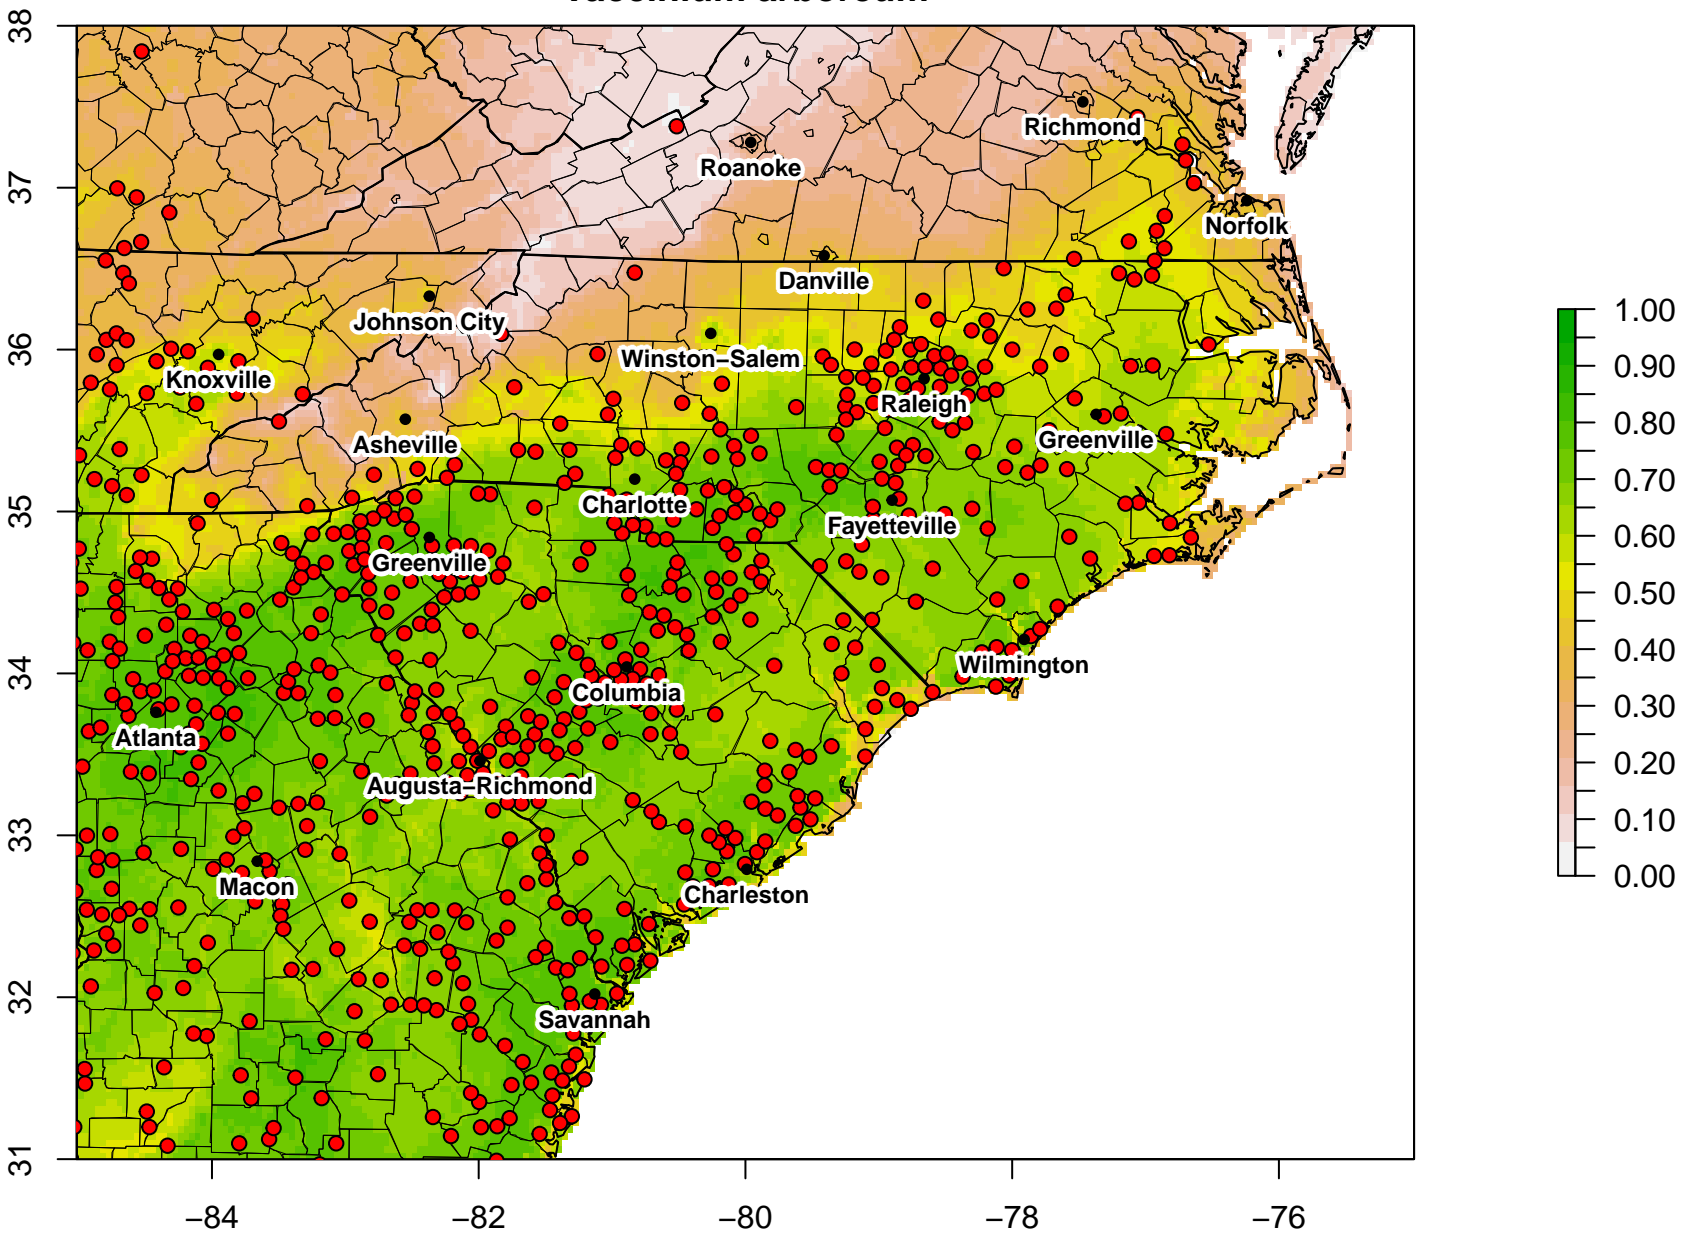 38
37
36
35
34
33
32
31
Richmond
Roanoke
Norfolk
Danville
Johnson City
Winston–Salem
Knoxville
Raleigh
Asheville
Greenville
Charlotte
Fayetteville
Greenville
Wilmington
Columbia
Atlanta
Augusta–Richmond
Macon
Charleston
Savannah
−84
−82
−80
−78
−76
1.00
0.90
0.80
0.70
0.60
0.50
0.40
0.30
0.20
0.10
0.00